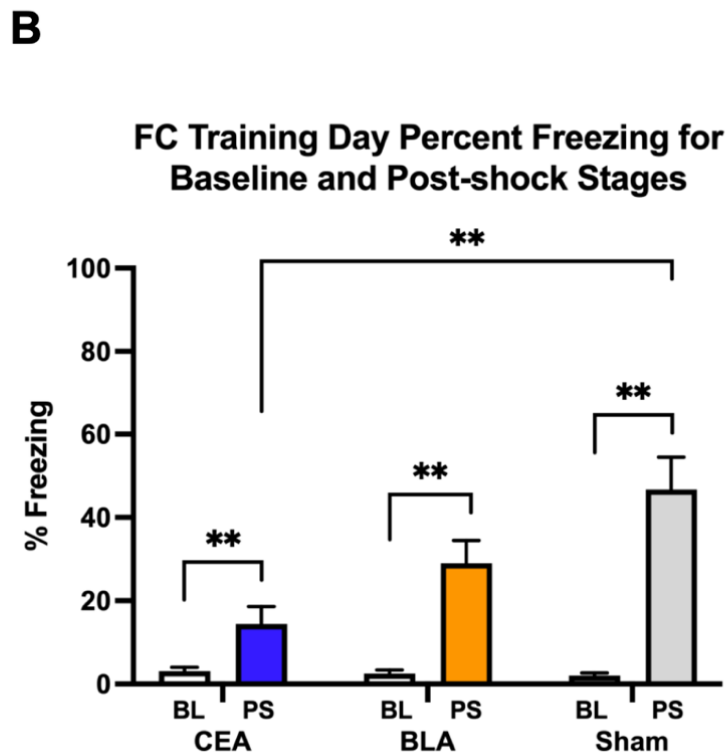 B
FC Training Day Percent Freezing for
Baseline and Post-shock Stages
**
100
80
60
40
20
0
% Freezing
**
**
**
BL PS BL PS BL PS
CEA BLA Sham